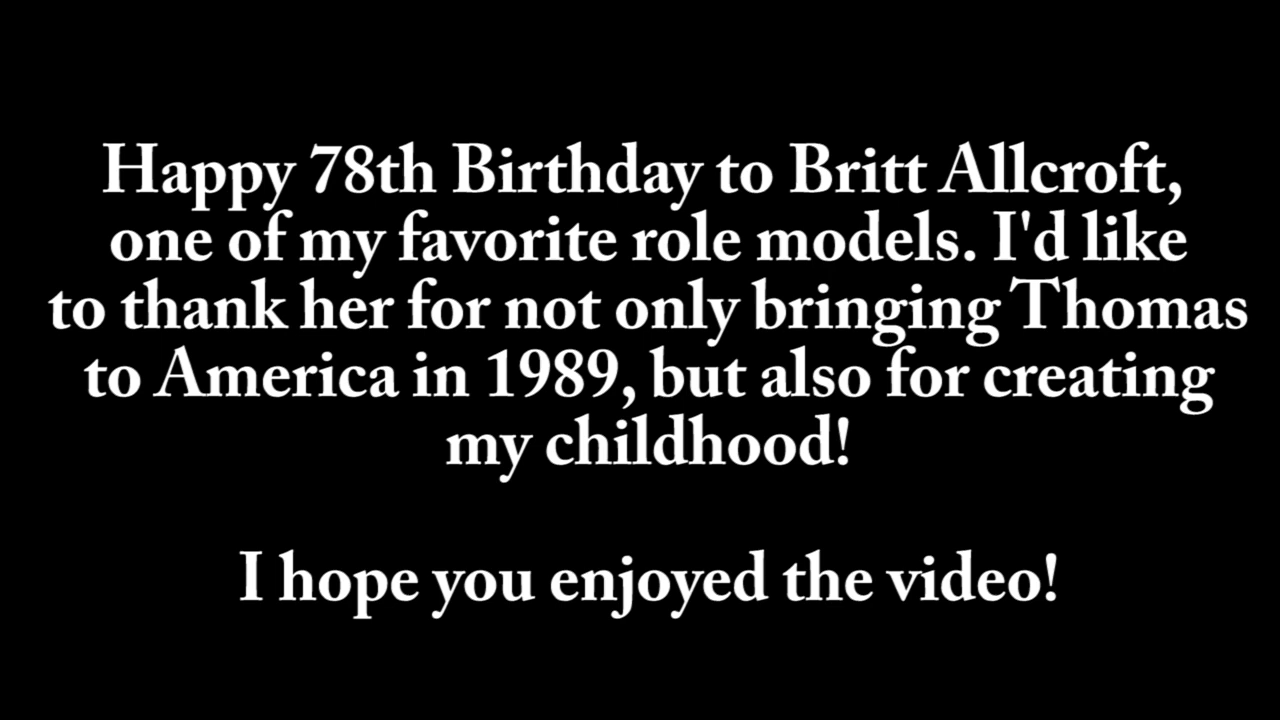 Happy 78th Birthday to Britt Allcroft,
one of my favorite role models. I'd like
to thank her for not only bringing Thomas
to America in 1989, but also for creating
my childhood!
I hope you enjoyed the video!